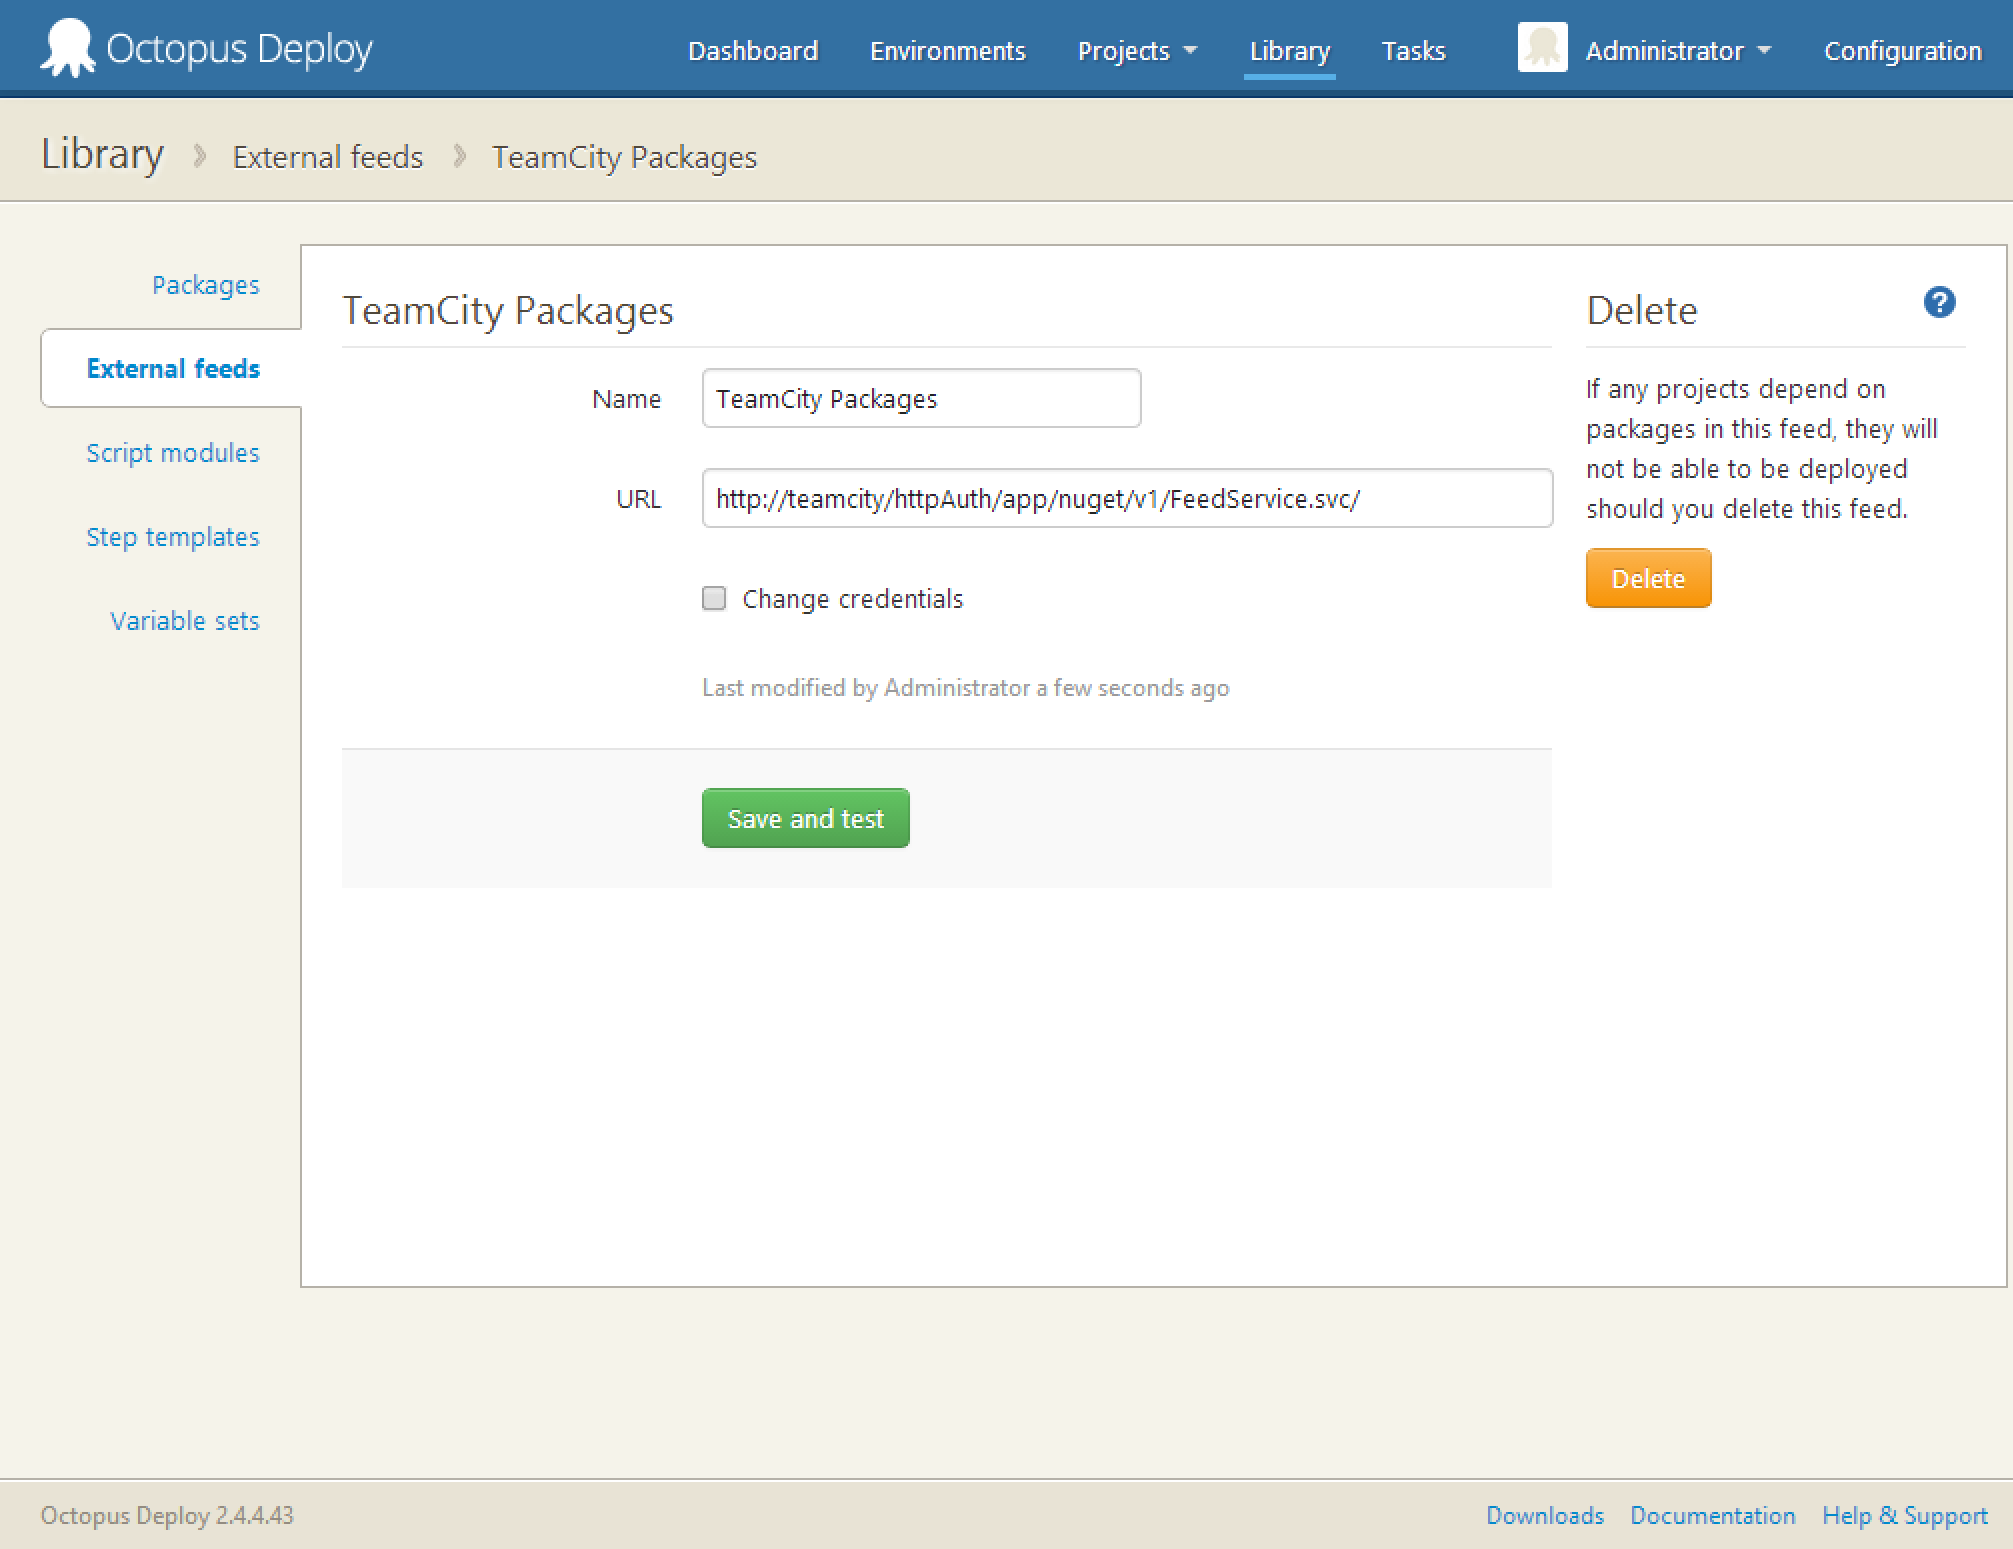 Octopus Deploy
Dashboard Environments Projects Library Tasks Administrator Configuration
Library External feeds TeamCity Packages
Packages
External feeds
Script modules
Step templates
Variable sets
TeamCity Packages
Name TeamCity Packages
URL http://teamcity/httpAuth/app/nuget/v1/FeedService.svc/
Change credentials
Last modified by Administrator a few seconds ago
Save and test
Delete ?
If any projects depend on
packages in this feed, they will
not be able to be deployed
should you delete this feed.
Delete
Octopus Deploy 2.4.4.43
Downloads Documentation Help & Support